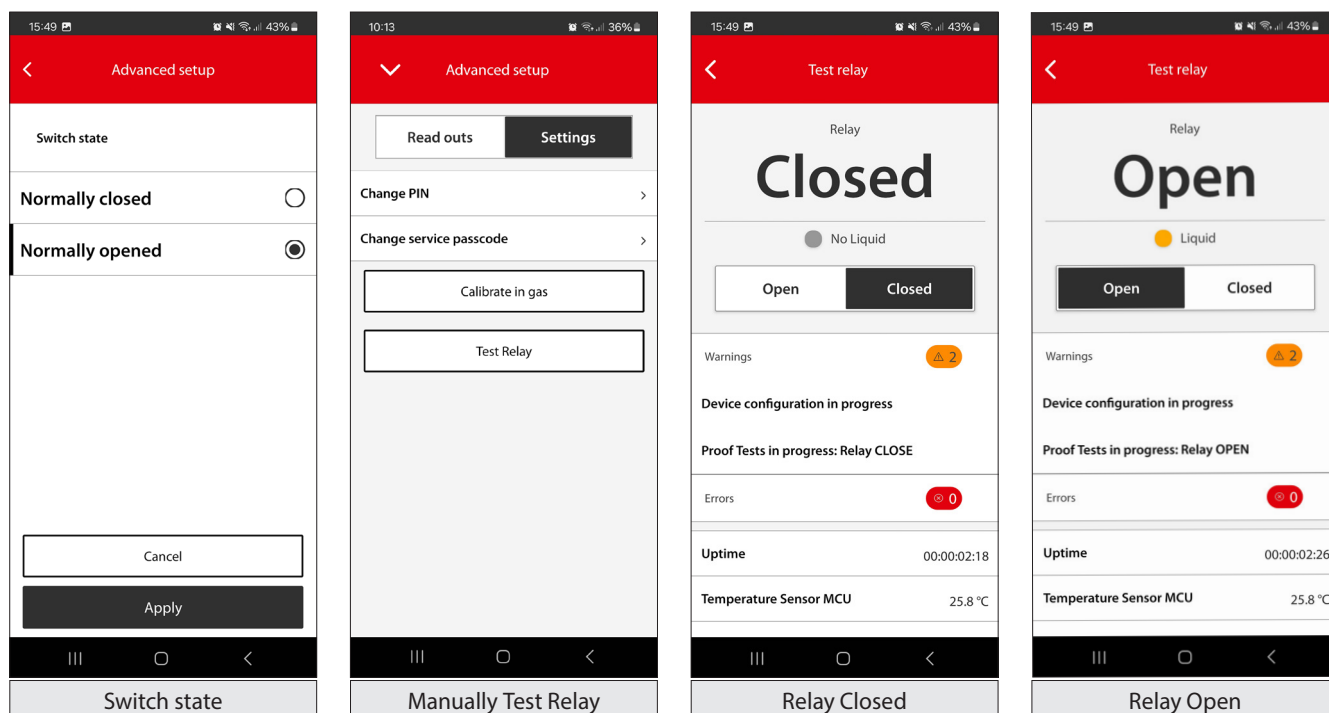 15:49
43%
Advanced setup
Switch state
Normally closed
Normally opened
Cancel
Apply
Switch state
10:13
36%
Advanced setup
Read outs
Settings
Change PIN
Change service passcode
Calibrate in gas
Test Relay
Manually Test Relay
15:49
43%
Test relay
Relay
Closed
No Liquid
Open
Closed
Warnings
2
Device configuration in progress
Proof Tests in progress: Relay CLOSE
Errors
0
Uptime
00:00:02:18
Temperature Sensor MCU
25.8 °C
Relay Closed
15:49
43%
Test relay
Relay
Open
Liquid
Open
Closed
Warnings
2
Device configuration in progress
Proof Tests in progress: Relay OPEN
Errors
0
Uptime
00:00:02:26
Temperature Sensor MCU
25.8 °C
Relay Open